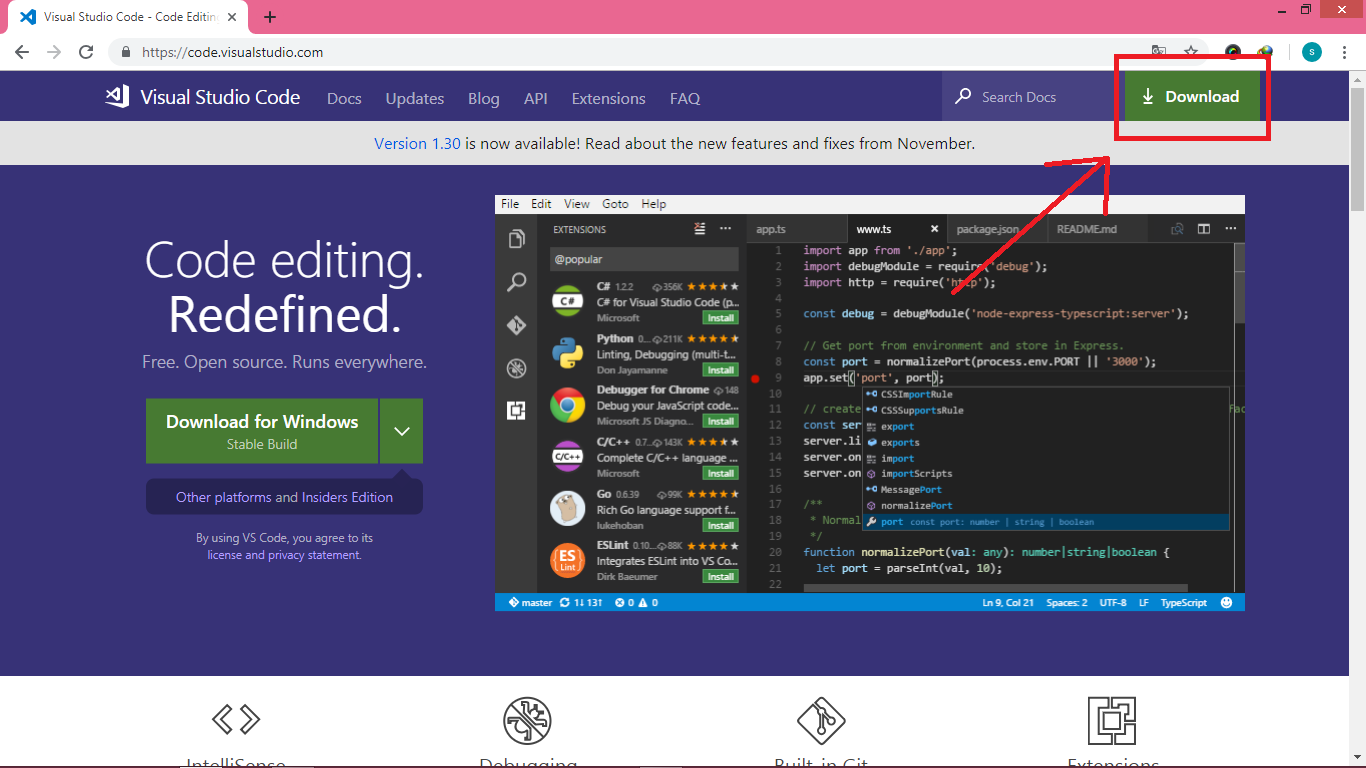 Visual Studio Code - Code Editin
https://code.visualstudio.com
s
Visual Studio Code
Docs
Updates
Blog
API
Extensions
FAQ
Search Docs
Download
Version 1.30 is now available! Read about the new features and fixes from November.
Code editing.
Redefined.
Free. Open source. Runs everywhere.
Download for Windows
Stable Build
Other platforms and Insiders Edition
By using VS Code, you agree to its
license and privacy statement.
File Edit View Goto Help
EXTENSIONS
@popular
C# 1.2.2 356K
C# for Visual Studio Code (p...
Microsoft Install
Python 0... 211K
Linting, Debugging (multi-t...
Don Jayamanne Install
Debugger for Chrome 148
Debug your JavaScript code...
Microsoft JS Diagno... Install
C/C++ 0.7... 143K
Complete C/C++ language ...
Microsoft Install
Go 0.6.39 99K
Rich Go language support f...
lukehoban Install
ESLint 0.10... 88K
Integrates ESLint into VS Co...
Dirk Baeumer Install
app.ts www.ts package.json README.md
1 import app from './app';
2 import debugModule = require('debug');
3 import http = require('http');
4
5 const debug = debugModule('node-express-typescript:server');
6
7 // Get port from environment and store in Express.
8 const port = normalizePort(process.env.PORT || '3000');
9 app.set('port', port);
10
11 // create
12 const ser
13 server.li
14 server.on
15 server.on
16
17 /**
18 * Normal
19 */
20 function normalizePort(val: any): number|string|boolean {
21 let port = parseInt(val, 10);
22
CSSImportRule
CSSSupportsRule
export
exports
import
importScripts
MessagePort
normalizePort
port const port: number | string | boolean
master 1↓ 13↑ 0 0 Ln 9, Col 21 Spaces: 2 UTF-8 LF TypeScript
IntelliSense
Debugging
Built-in Git
Extensions